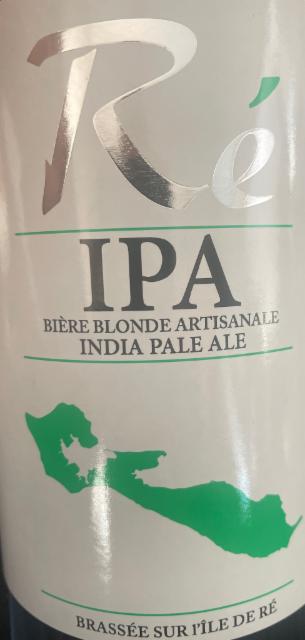 Ré
IPA
BIÈRE BLONDE ARTISANALE
INDIA PALE ALE
BRASSÉE SUR l'ÎLE DE RÉ